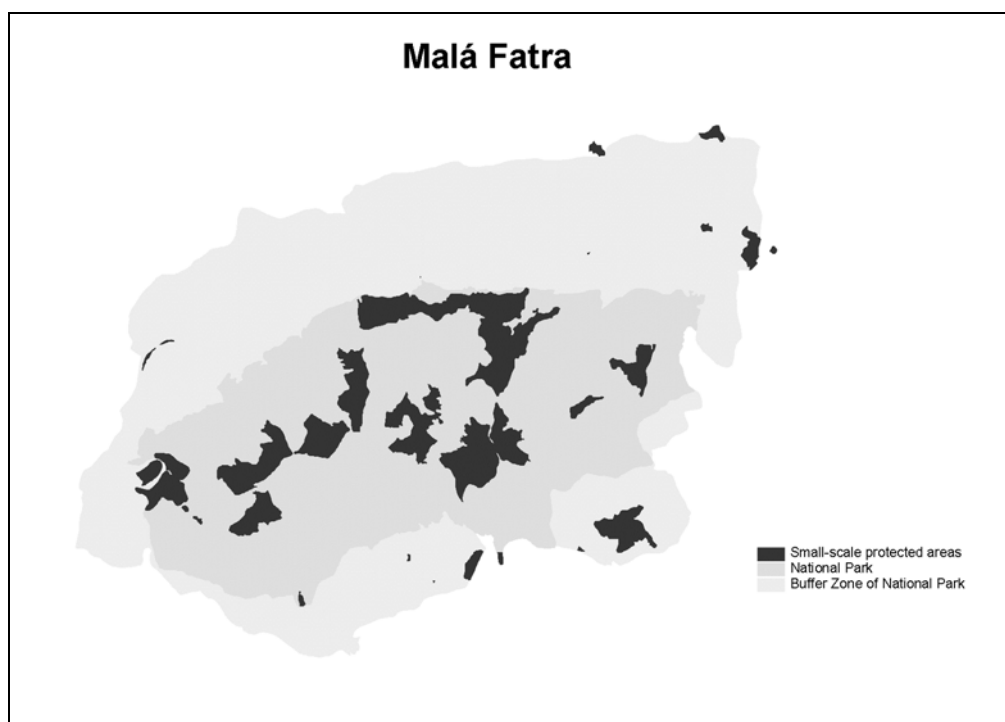 Malá Fatra
Small-scale protected areas
National Park
Buffer Zone of National Park